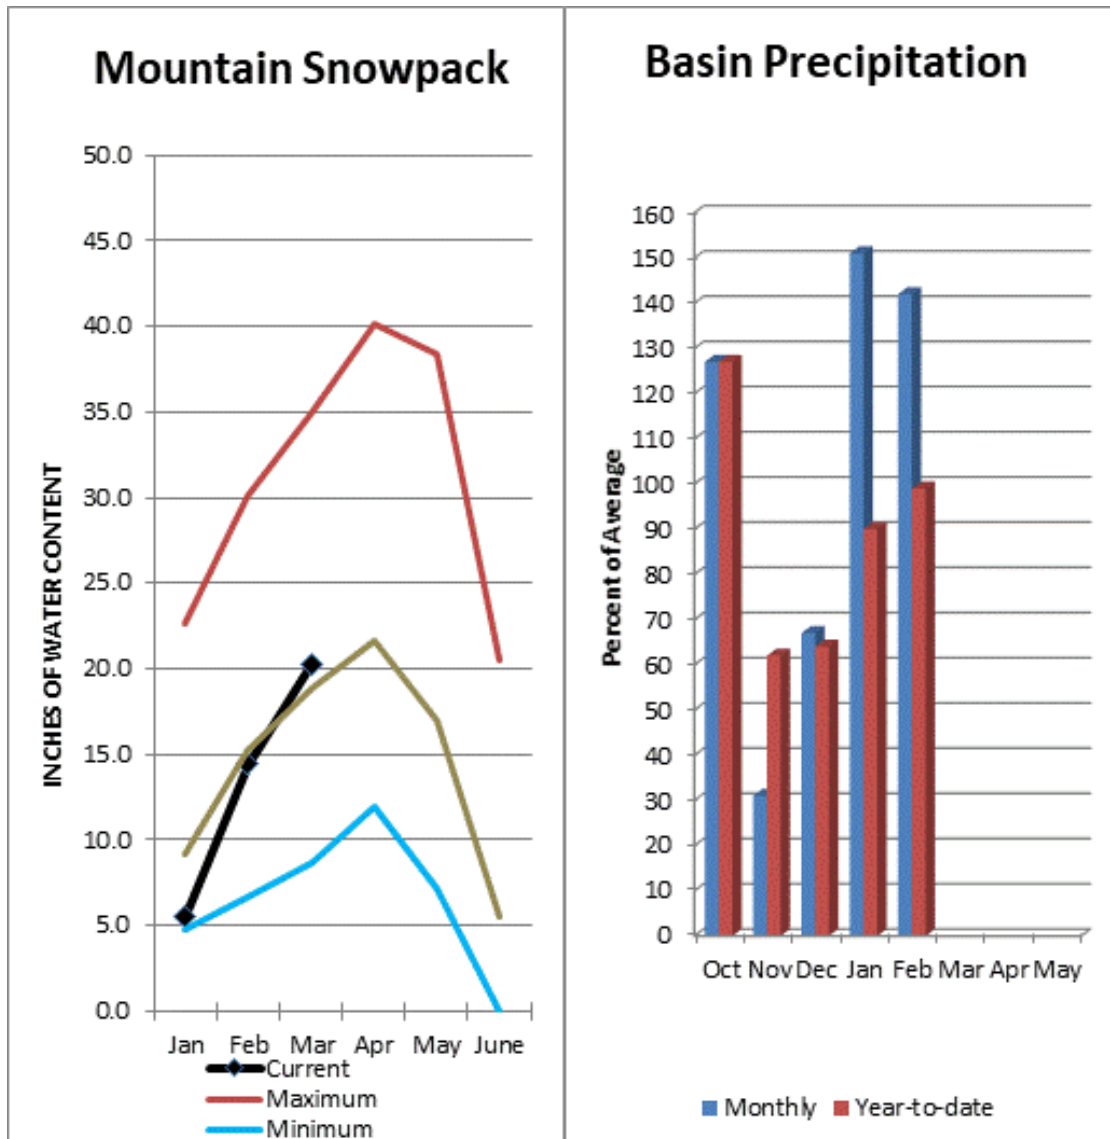 Mountain Snowpack
INCHES OF WATER CONTENT
50.0
45.0
40.0
35.0
30.0
25.0
20.0
15.0
10.0
5.0
0.0
Jan Feb Mar Apr May June
Current
Maximum
Minimum
Basin Precipitation
Percent of Average
160
150
140
130
120
110
100
90
80
70
60
50
40
30
20
10
0
Oct Nov Dec Jan Feb Mar Apr May
Monthly Year-to-date